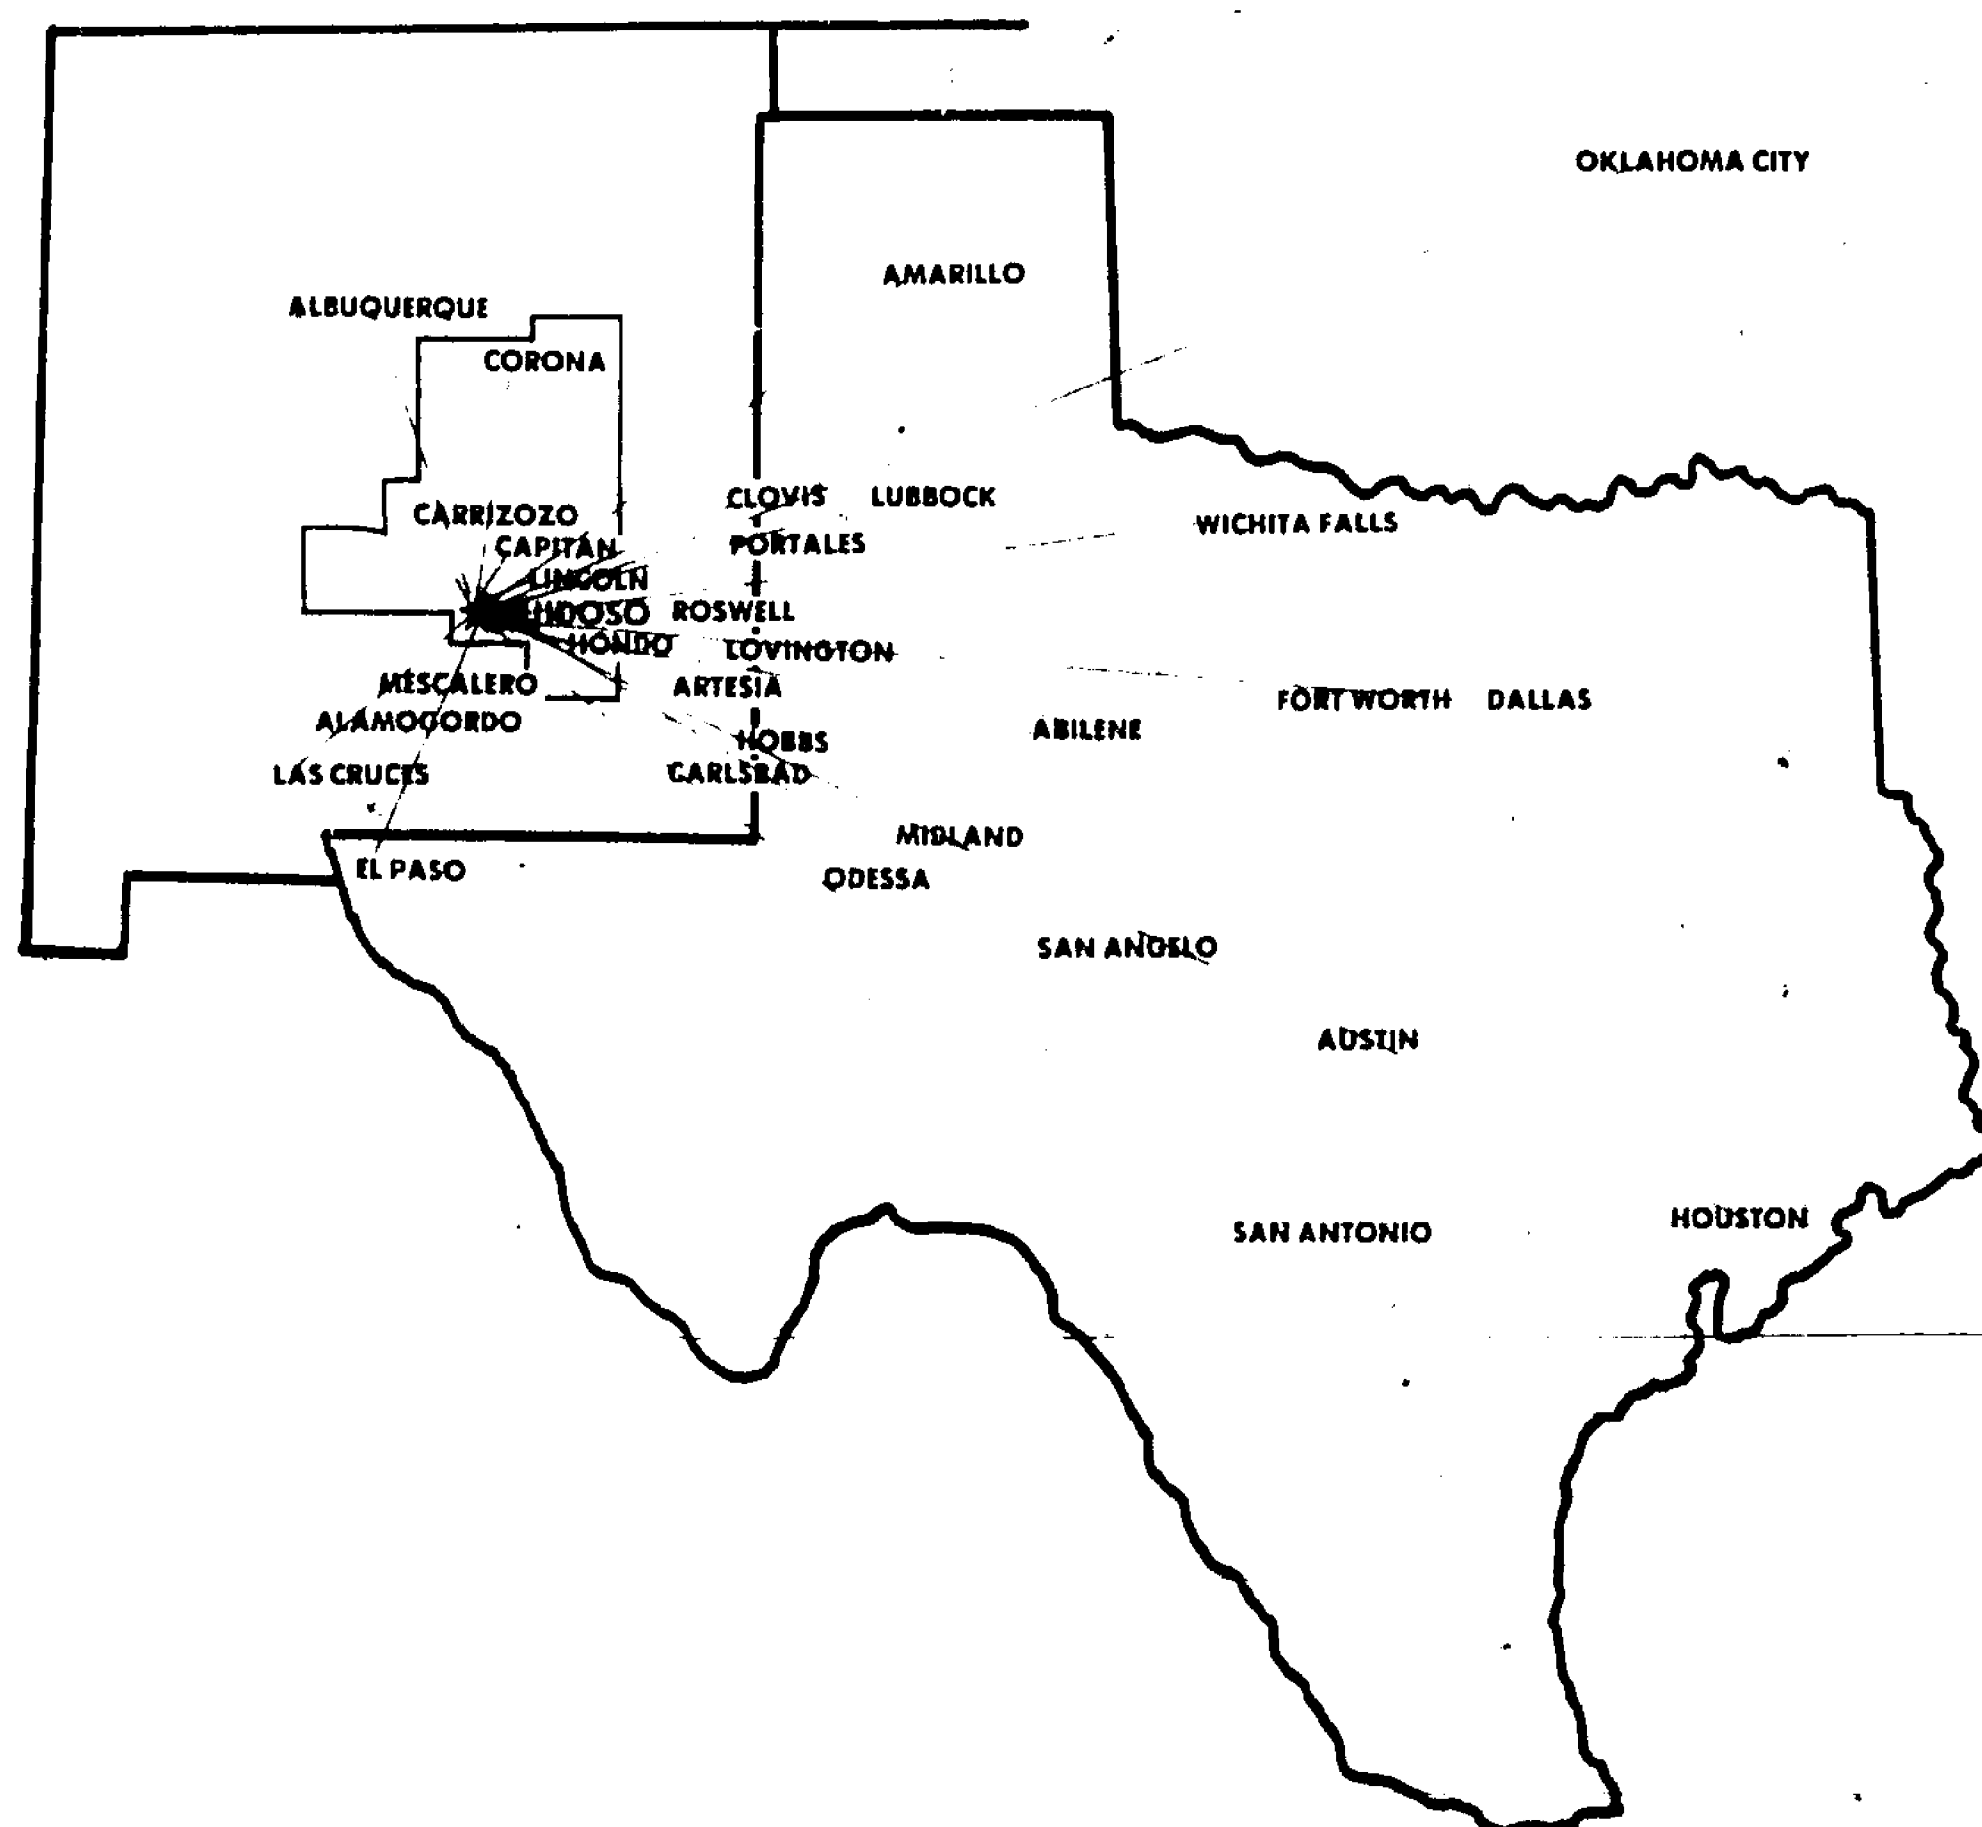 OKLAHOMA CITY
AMARILLO
ALBUQUERQUE
CORONA
CLOVIS
LUBBOCK
CARRIZOZO
WICHITA FALLS
CAPITAN
PORTALES
LINCOLN
ROSWELL
HONDO
LOVINGTON
MESCALERO
ARTESIA
FORT WORTH
DALLAS
ALAMOGORDO
ABILENE
HOBBS
LAS CRUCES
CARLSBAD
MIDLAND
EL PASO
ODESSA
SAN ANGELO
AUSTIN
HOUSTON
SAN ANTONIO